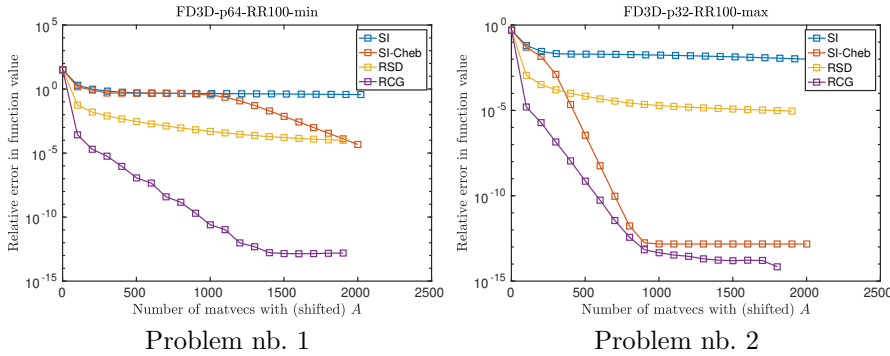 FD3D-p64-RR100-min
10^5
10^0
10^-5
10^-10
10^-15
Relative error in function value
0 500 1000 1500 2000 2500
Number of matvecs with (shifted) A
SI
SI-Cheb
RSD
RCG
Problem nb. 1
FD3D-p32-RR100-max
10^0
10^-5
10^-10
10^-15
Relative error in function value
0 500 1000 1500 2000 2500
Number of matvecs with (shifted) A
SI
SI-Cheb
RSD
RCG
Problem nb. 2